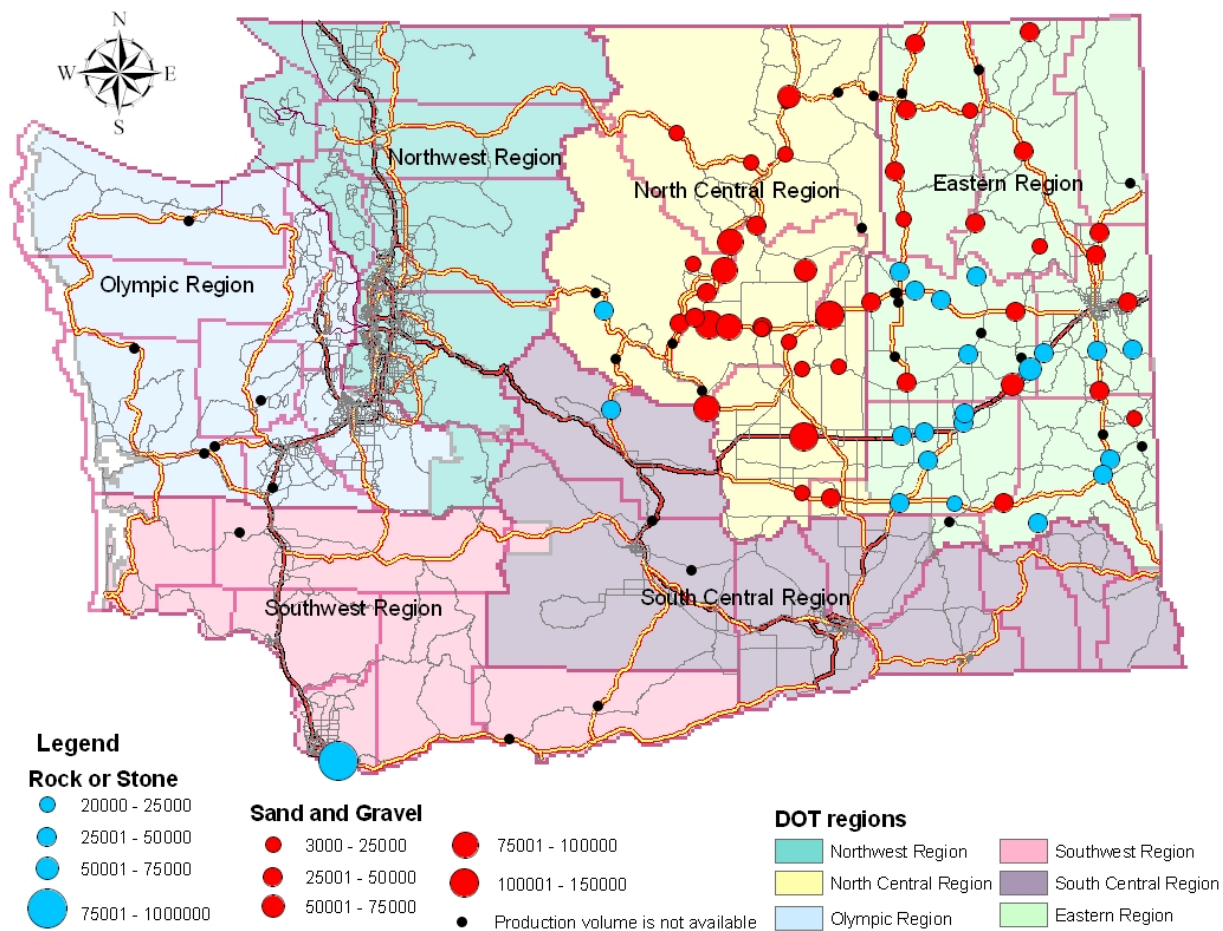 N
W E
S
Northwest Region
North Central Region
Eastern Region
Olympic Region
Southwest Region
South Central Region
Legend
Rock or Stone
20000 - 25000
25001 - 50000
50001 - 75000
75001 - 1000000
Sand and Gravel
3000 - 25000
25001 - 50000
50001 - 75000
75001 - 100000
100001 - 150000
Production volume is not available
DOT regions
Northwest Region
North Central Region
Olympic Region
Southwest Region
South Central Region
Eastern Region